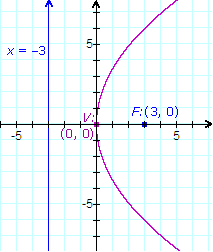 5
x = –3
V:
F:(3, 0)
(0, 0)
-5
5
-5